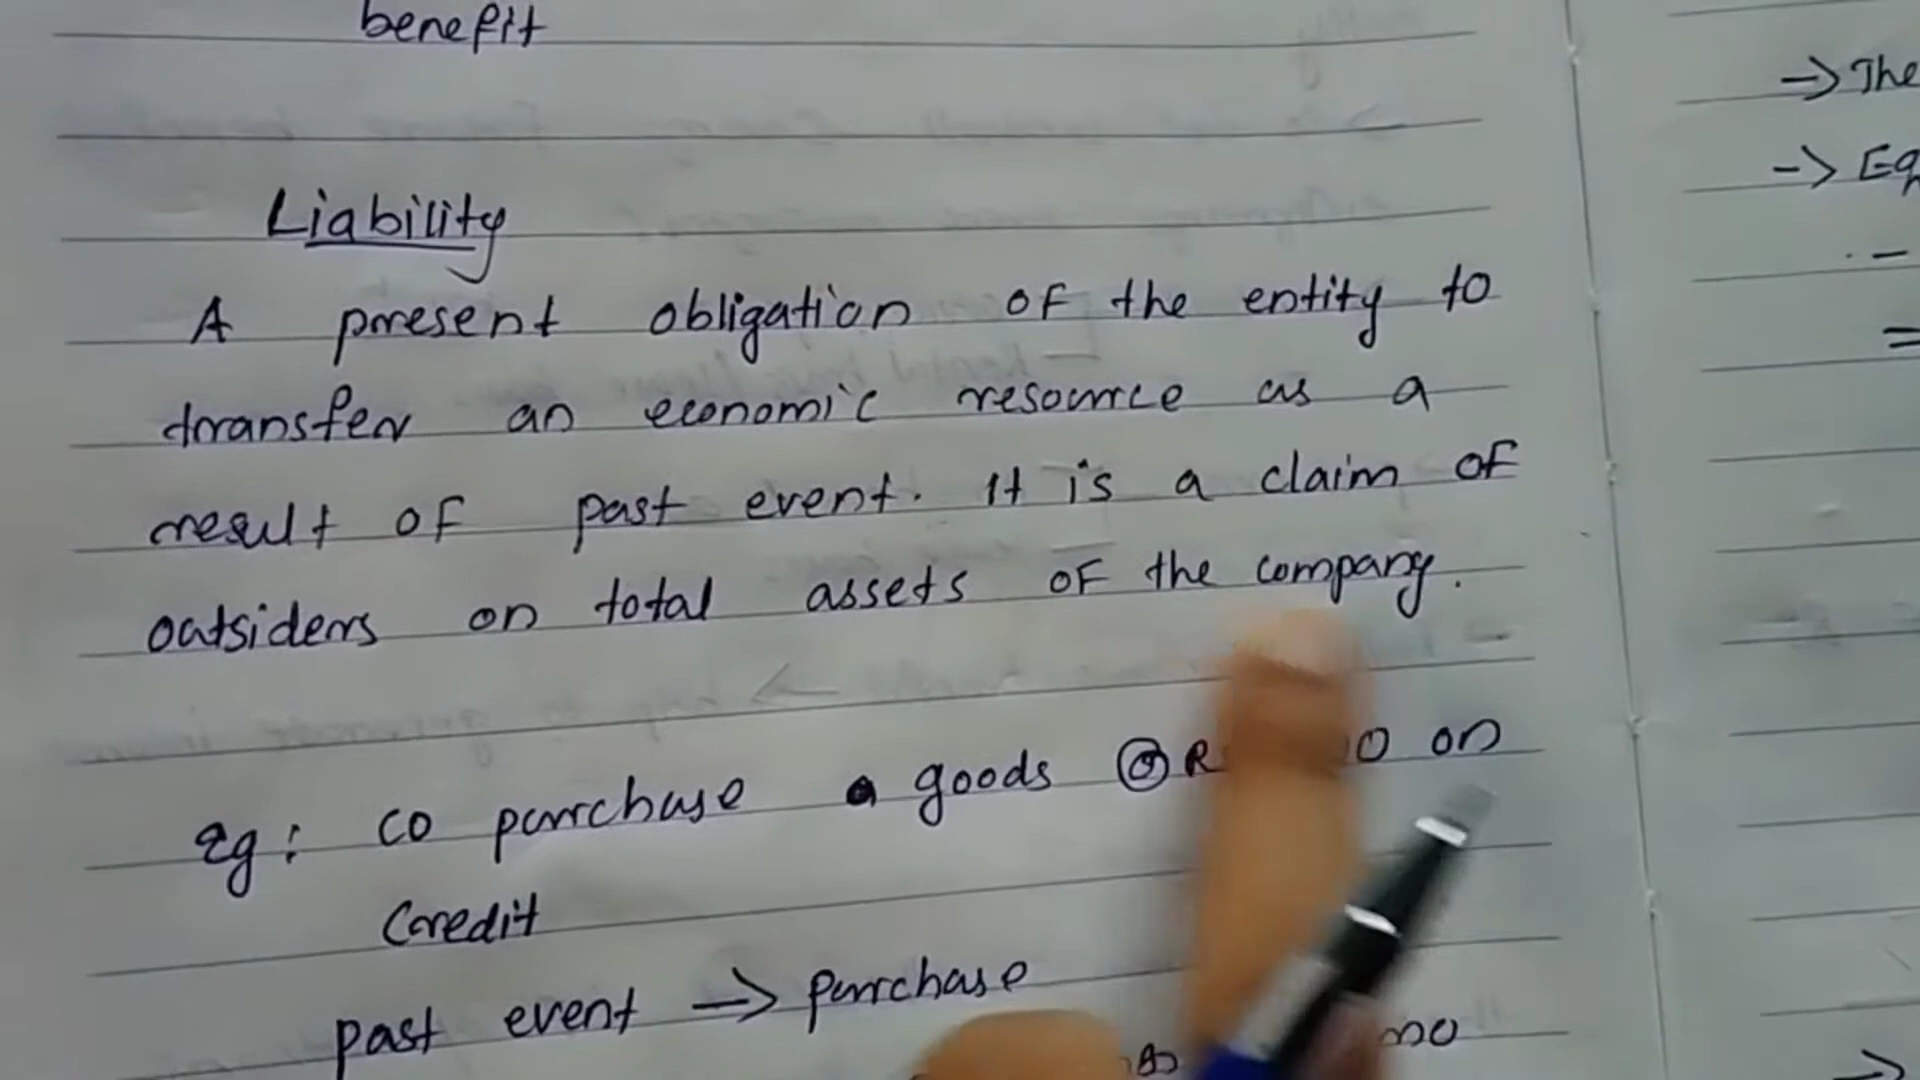 benefit
Liability
A present obligation of the entity to
transfer an economic resource as a
result of past event. It is a claim of
outsiders on total assets of the company.
eg: co purchase a goods @ on
Credit
past event → purchase
→ The
→